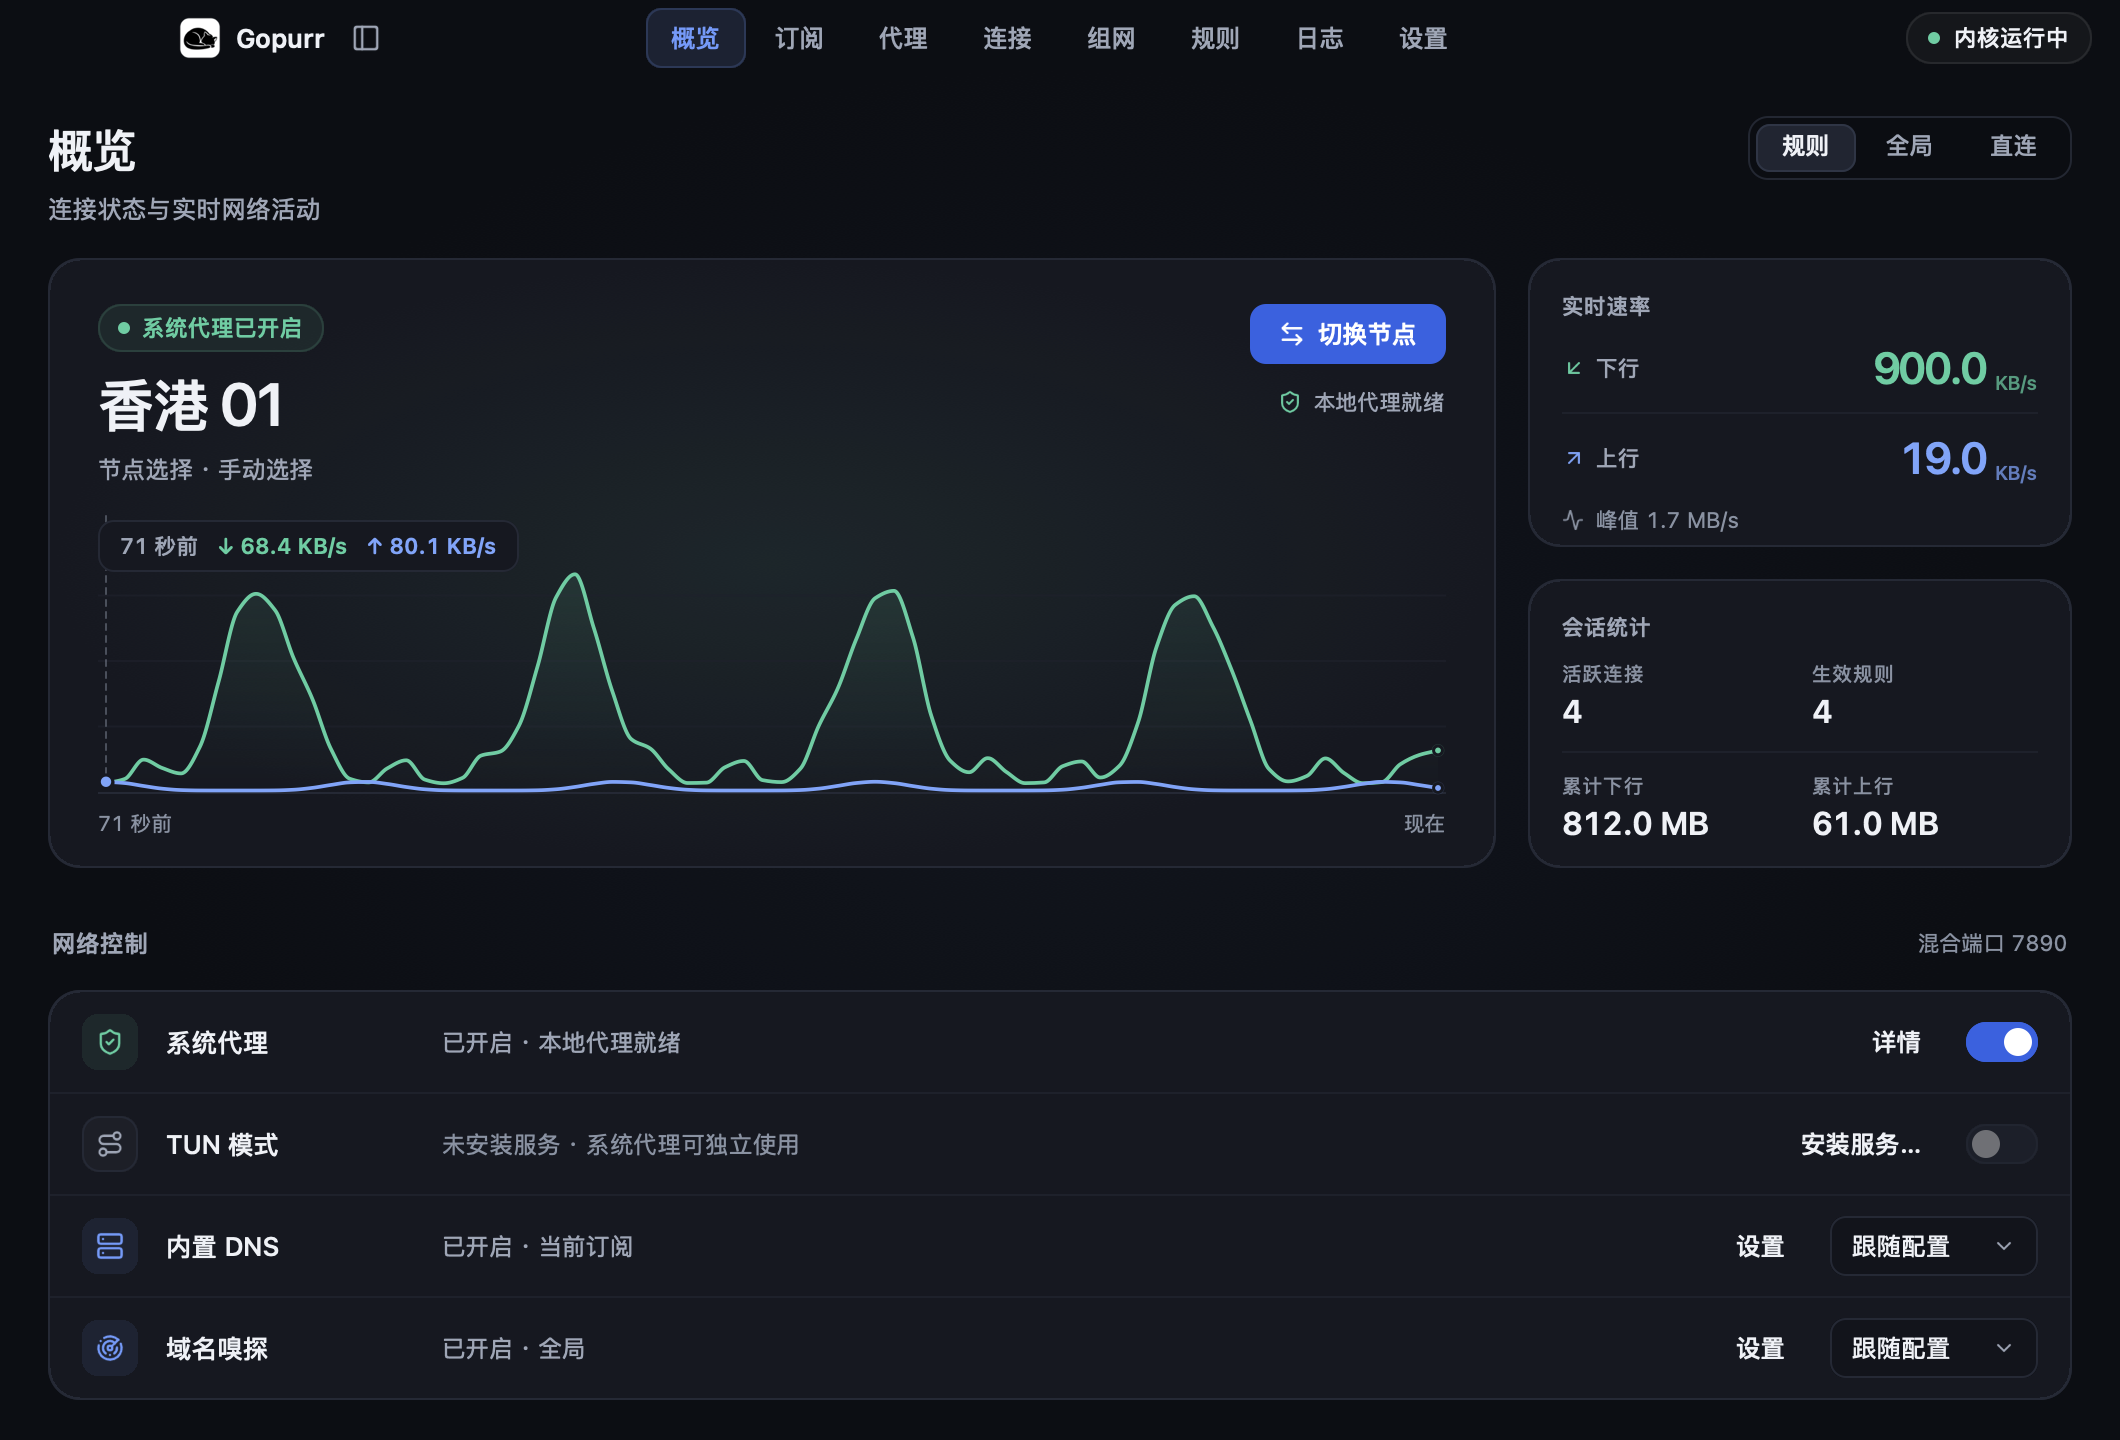 Gopurr
概览 订阅 代理 连接 组网 规则 日志 设置
内核运行中
概览
连接状态与实时网络活动
规则 全局 直连
系统代理已开启
切换节点
香港 01
本地代理就绪
节点选择 · 手动选择
71 秒前 ↓ 68.4 KB/s ↑ 80.1 KB/s
71 秒前 现在
实时速率
下行 900.0 KB/s
上行 19.0 KB/s
峰值 1.7 MB/s
会话统计
活跃连接 生效规则
4 4
累计下行 累计上行
812.0 MB 61.0 MB
网络控制 混合端口 7890
系统代理 已开启 · 本地代理就绪 详情
TUN 模式 未安装服务 · 系统代理可独立使用 安装服务...
内置 DNS 已开启 · 当前订阅 设置 跟随配置
域名嗅探 已开启 · 全局 设置 跟随配置